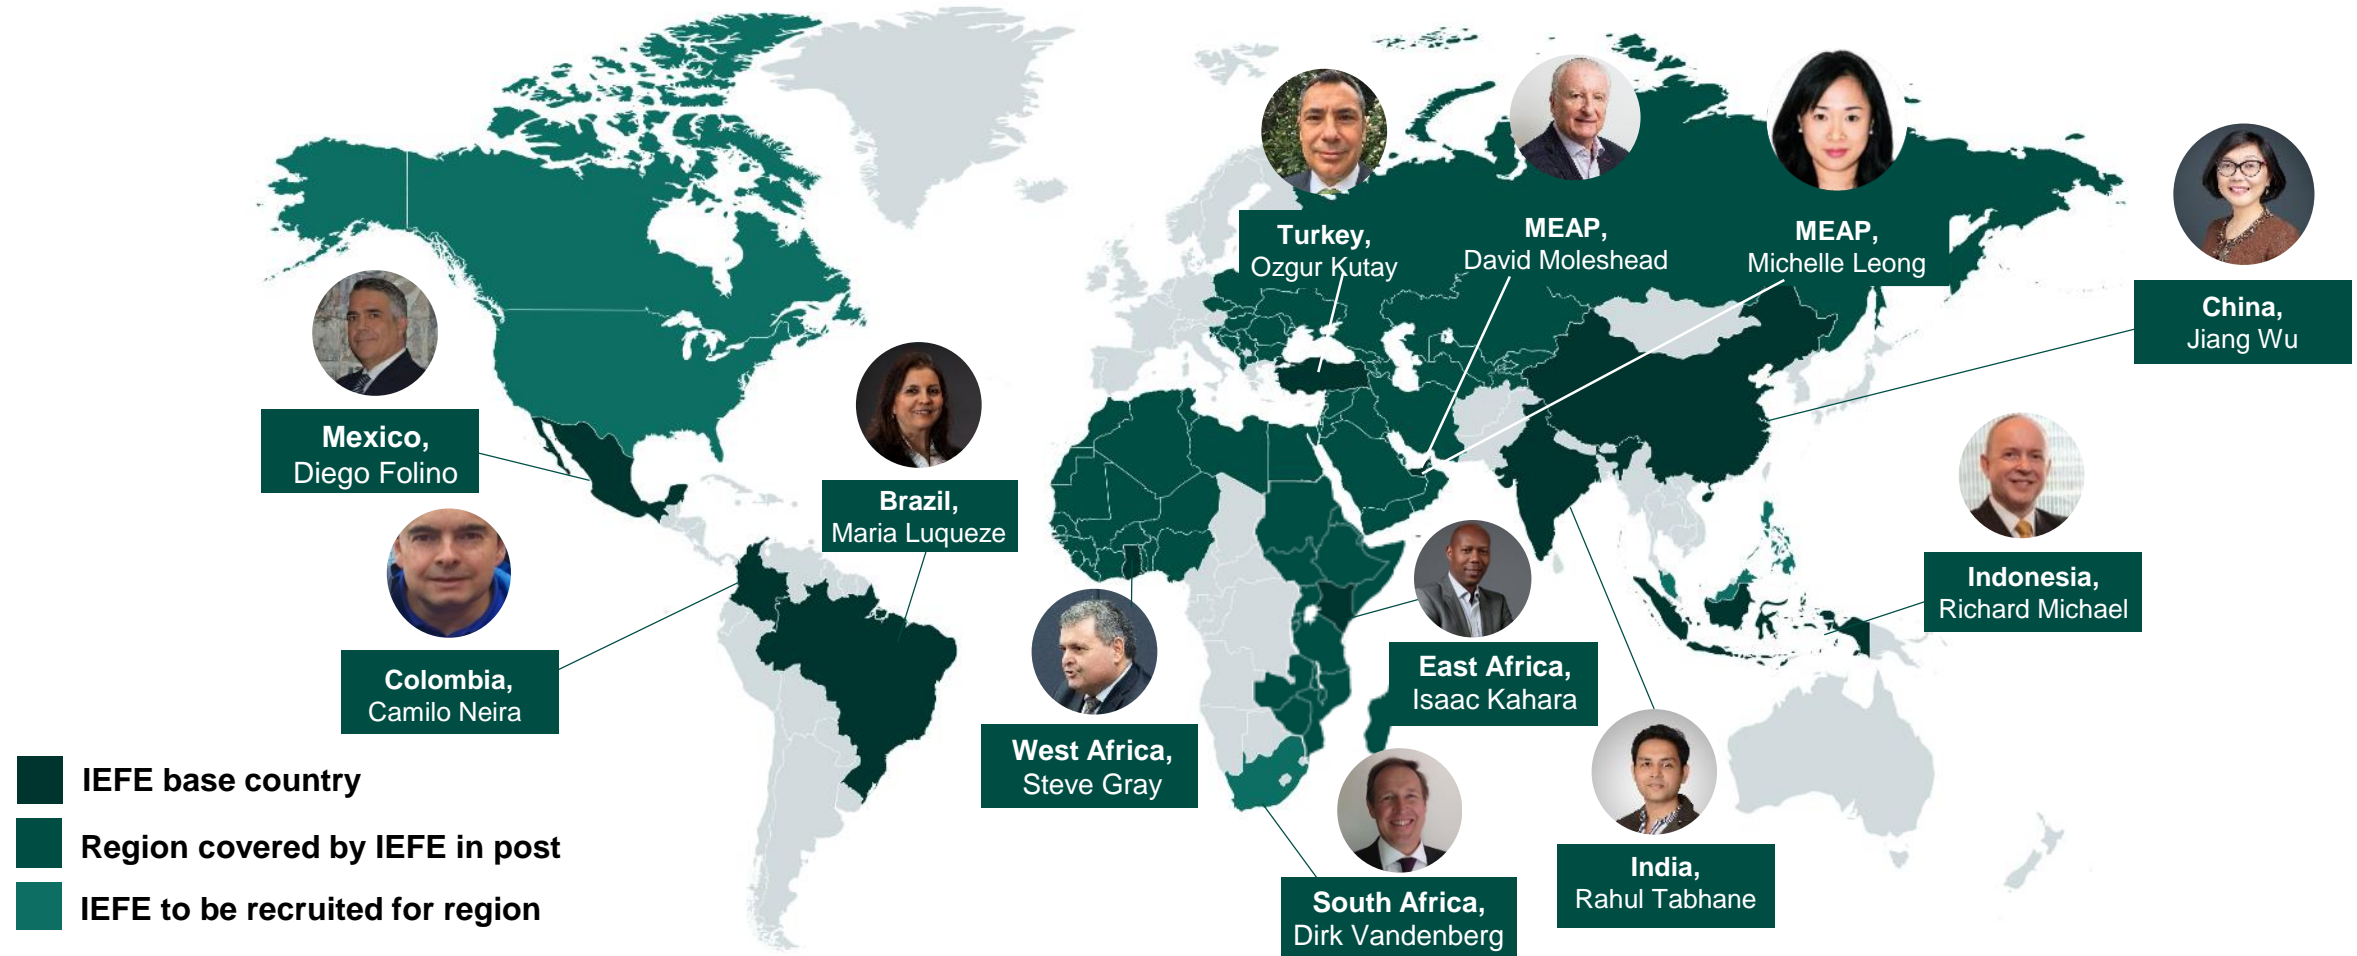 Turkey,
Ozgur Kutay
MEAP,
David Moleshead
MEAP,
Michelle Leong
China,
Jiang Wu
Mexico,
Diego Folino
Brazil,
Maria Luqueze
Indonesia,
Richard Michael
Colombia,
Camilo Neira
East Africa,
Isaac Kahara
West Africa,
Steve Gray
India,
Rahul Tabhane
South Africa,
Dirk Vandenberg
IEFE base country
Region covered by IEFE in post
IEFE to be recruited for region